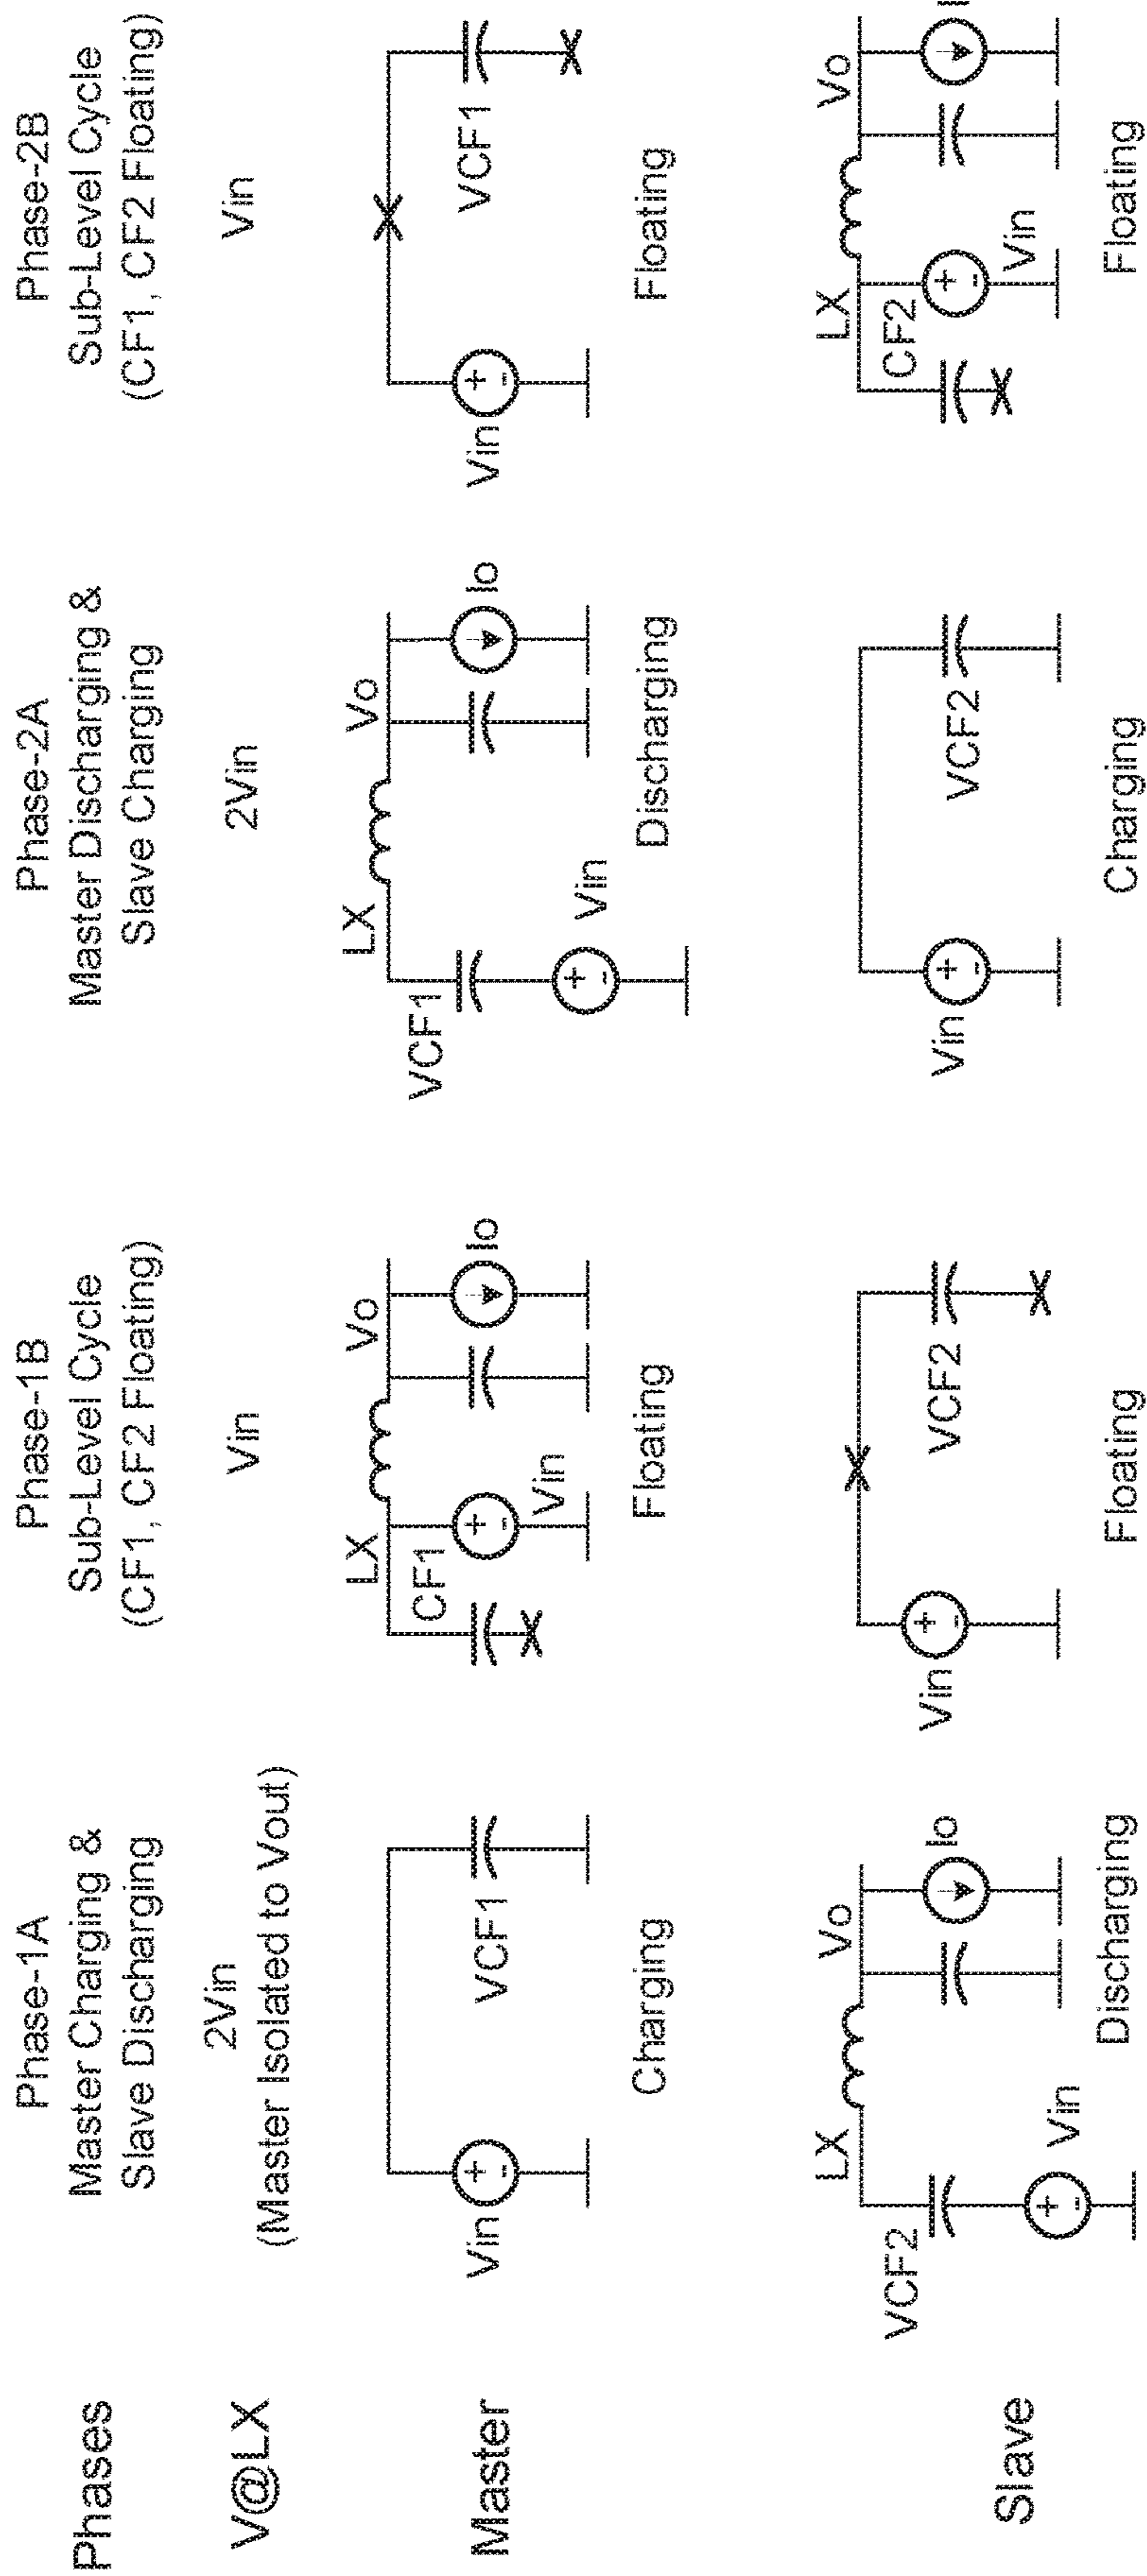 Phases
Phase-1A
Master Charging &
Slave Discharging
Phase-1B
Sub-Level Cycle
(CF1, CF2 Floating)
Phase-2A
Master Discharging &
Slave Charging
Phase-2B
Sub-Level Cycle
(CF1, CF2 Floating)
V@LX
2Vin
(Master Isolated to Vout)
Vin
2Vin
Vin
Master
Vin
+
-
VCF1
Charging
LX
Vo
CF1
+
-
Vin
Io
Floating
LX
Vo
VCF1
+
-
Vin
Io
Discharging
Vin
+
-
VCF1
Floating
Slave
LX
Vo
VCF2
+
-
Vin
Io
Discharging
Vin
+
-
VCF2
Floating
Vin
+
-
VCF2
Charging
LX
Vo
CF2
+
-
Vin
Floating